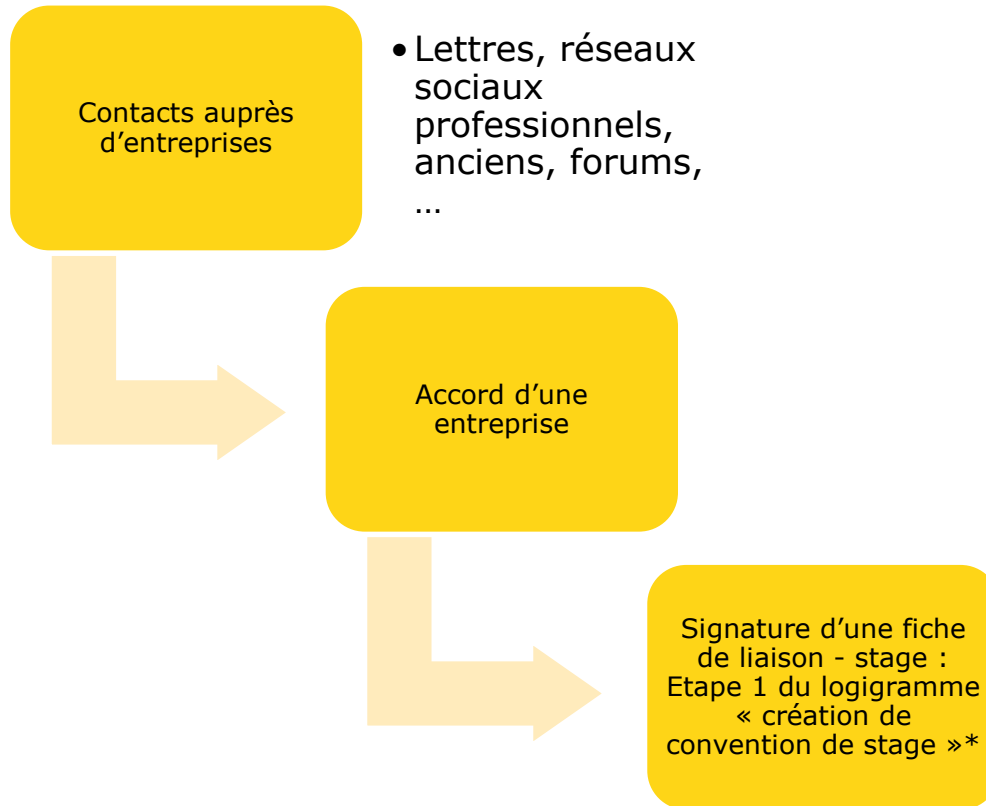 Contacts auprès
d’entreprises
• Lettres, réseaux
sociaux
professionnels,
anciens, forums,
…
Accord d’une
entreprise
Signature d’une fiche
de liaison - stage :
Etape 1 du logigramme
« création de
convention de stage »*